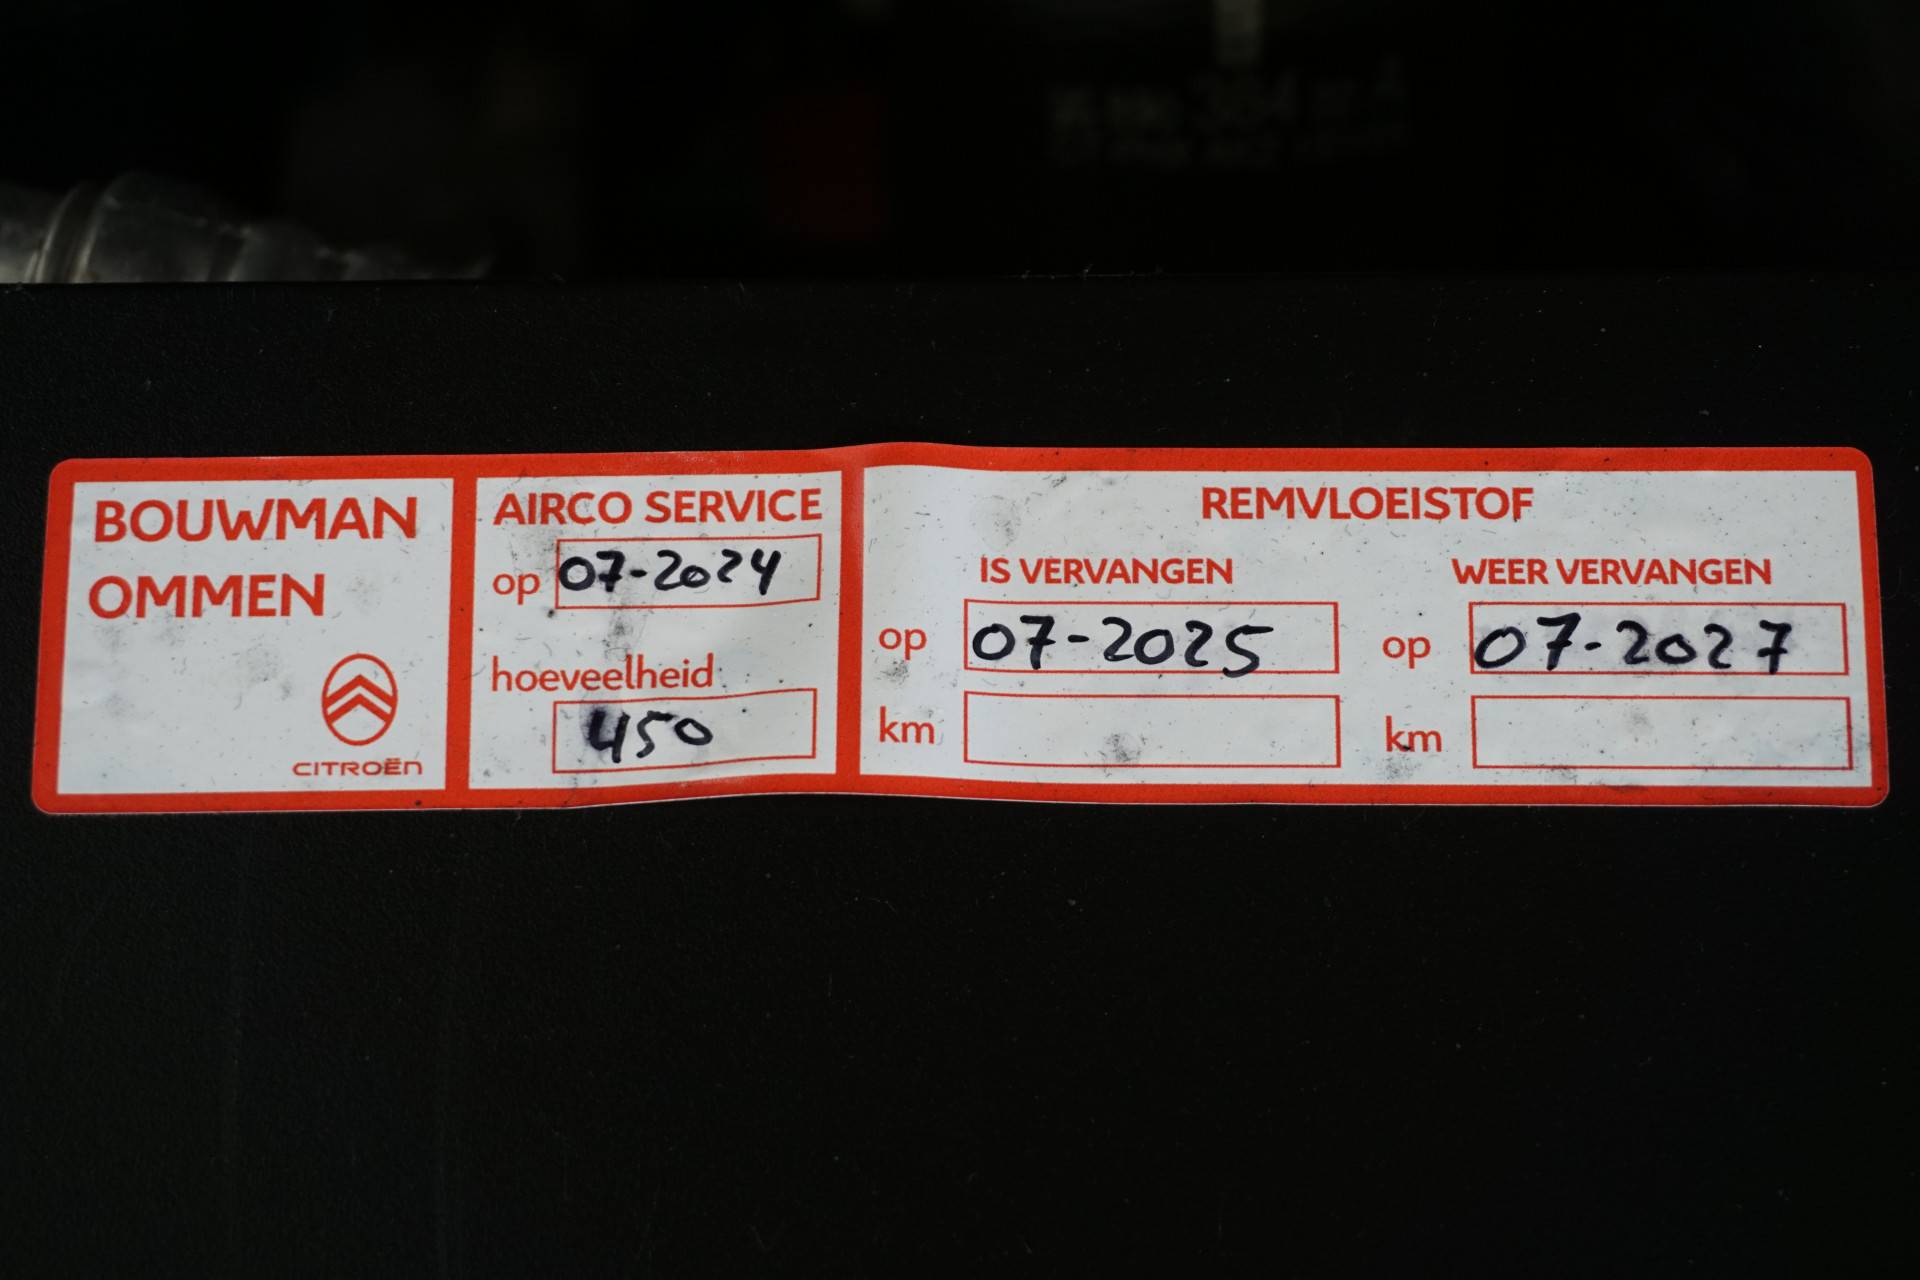 BOUWMAN
OMMEN
CITROËN
AIRCO SERVICE
op 07-2024
hoeveelheid
450
REMVLOEISTOF
IS VERVANGEN
op 07-2025
km
WEER VERVANGEN
op 07-2027
km